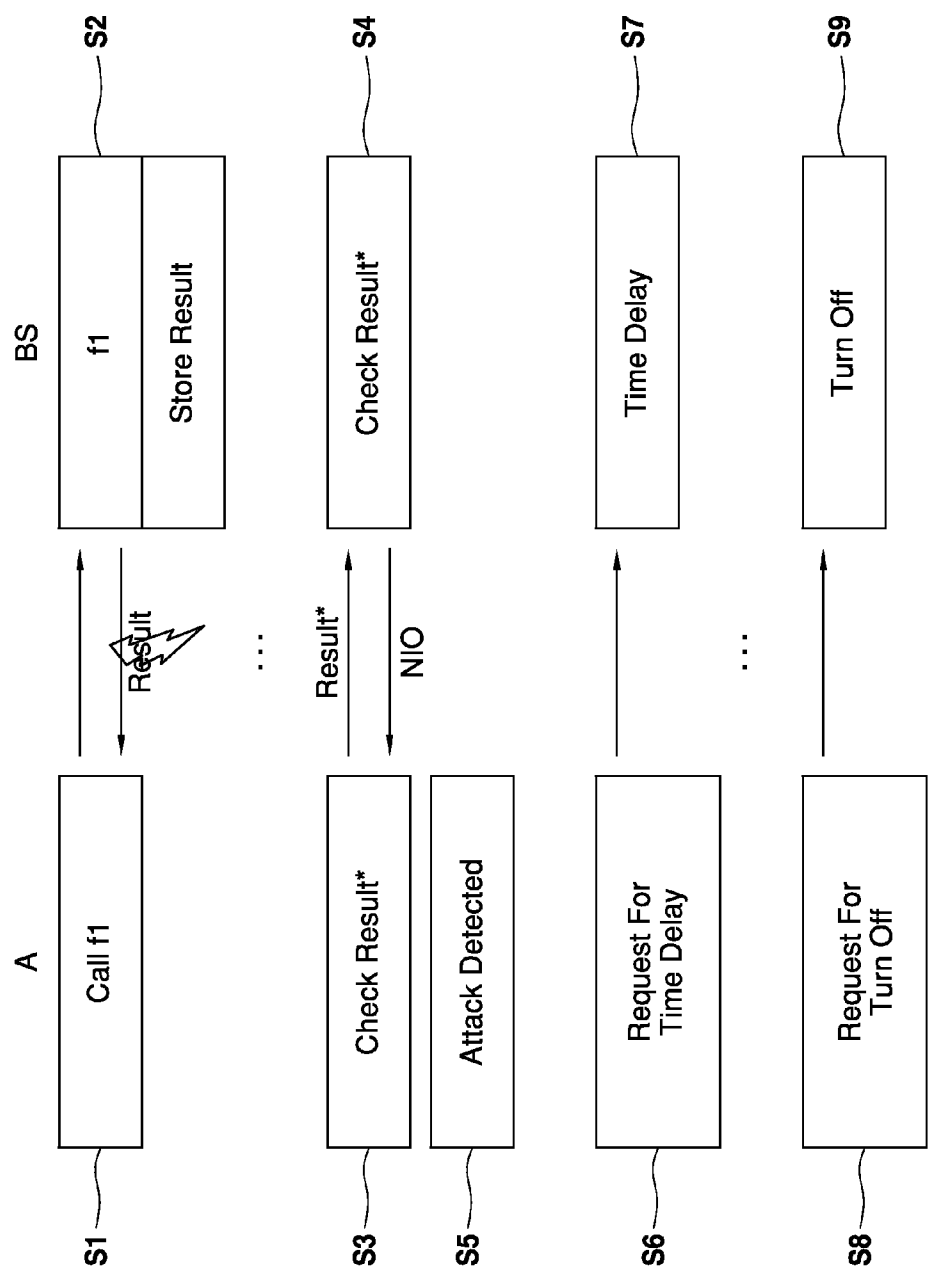 A
BS
S1
Call f1
f1
S2
Result
Store Result
...
S3
Check Result*
Result*
NIO
Check Result*
S4
S5
Attack Detected
S6
Request For
Time Delay
Time Delay
S7
...
S8
Request For
Turn Off
Turn Off
S9